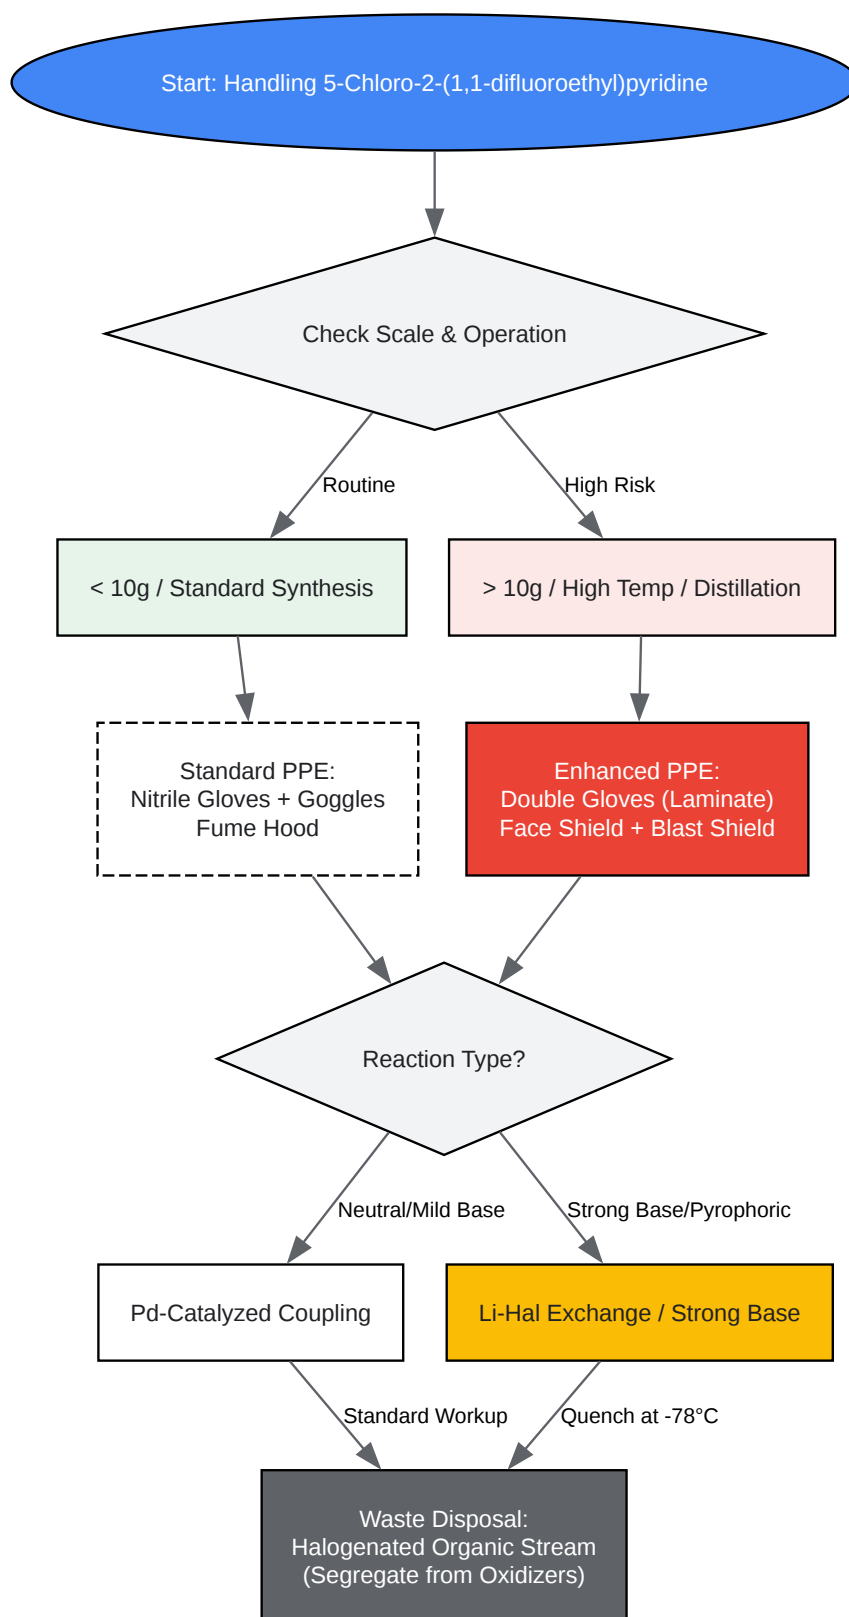 Start: Handling 5-Chloro-2-(1,1-difluoroethyl)pyridine
Check Scale & Operation
Routine
High Risk
< 10g / Standard Synthesis
> 10g / High Temp / Distillation
Standard PPE:
Nitrile Gloves + Goggles
Fume Hood
Enhanced PPE:
Double Gloves (Laminate)
Face Shield + Blast Shield
Reaction Type?
Neutral/Mild Base
Strong Base/Pyrophoric
Pd-Catalyzed Coupling
Li-Hal Exchange / Strong Base
Standard Workup
Quench at -78°C
Waste Disposal:
Halogenated Organic Stream
(Segregate from Oxidizers)